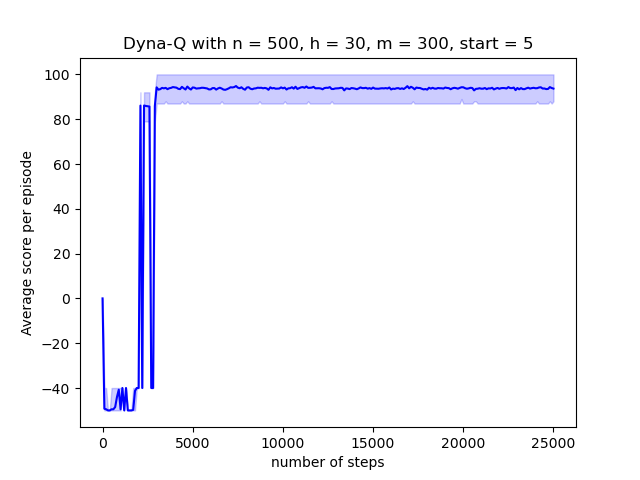 Dyna-Q with n = 500, h = 30, m = 300, start = 5
Average score per episode
100
80
60
40
20
0
−20
−40
0 5000 10000 15000 20000 25000
number of steps